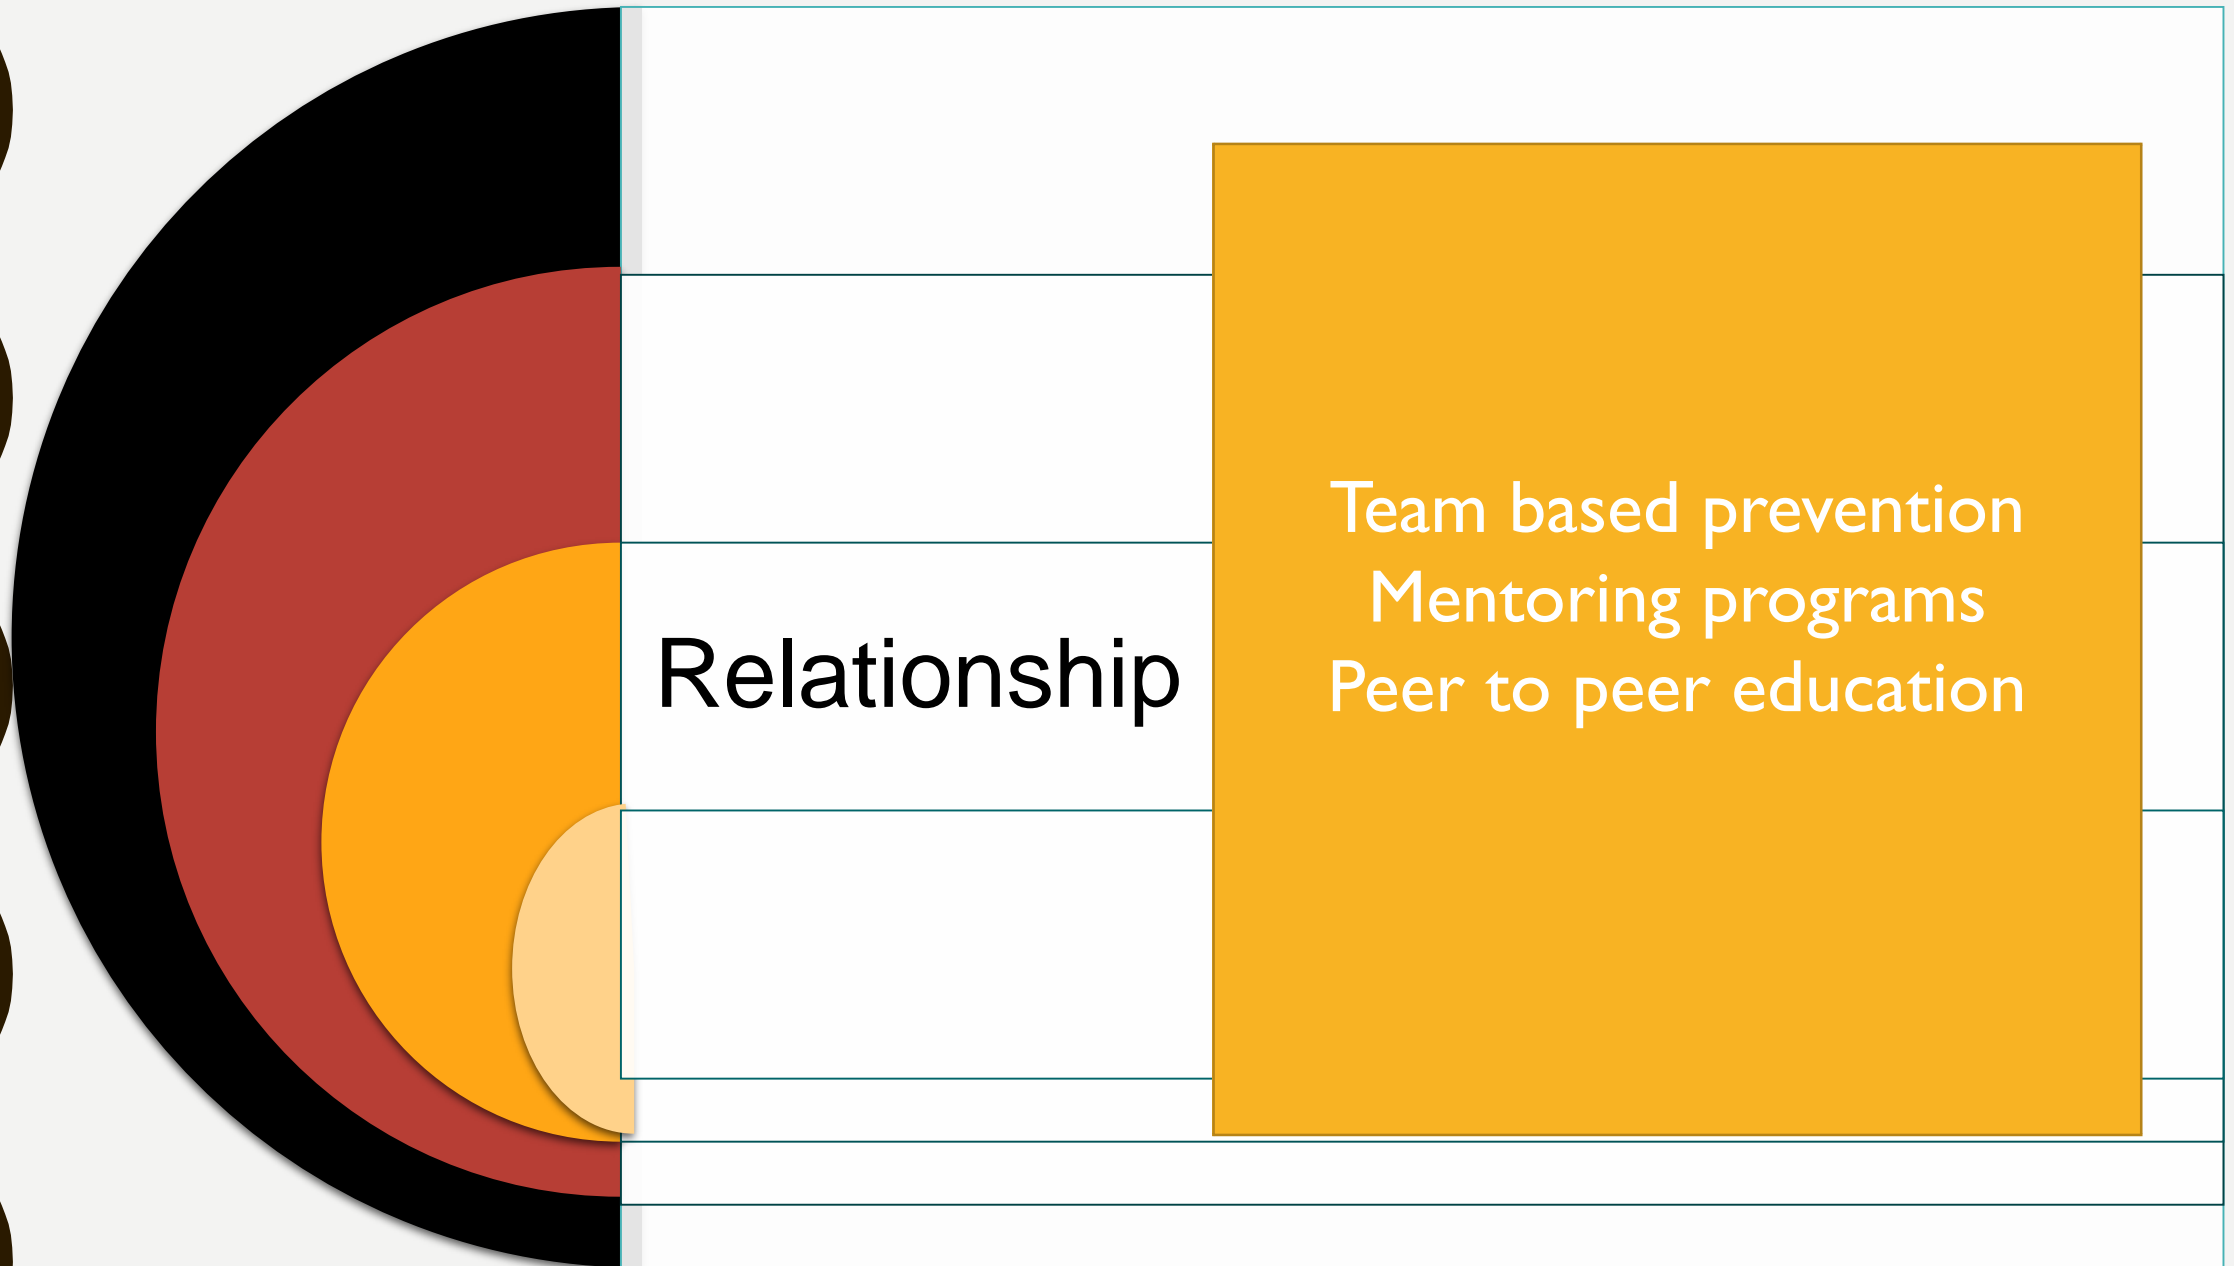 Relationship
Team based prevention
Mentoring programs
Peer to peer education